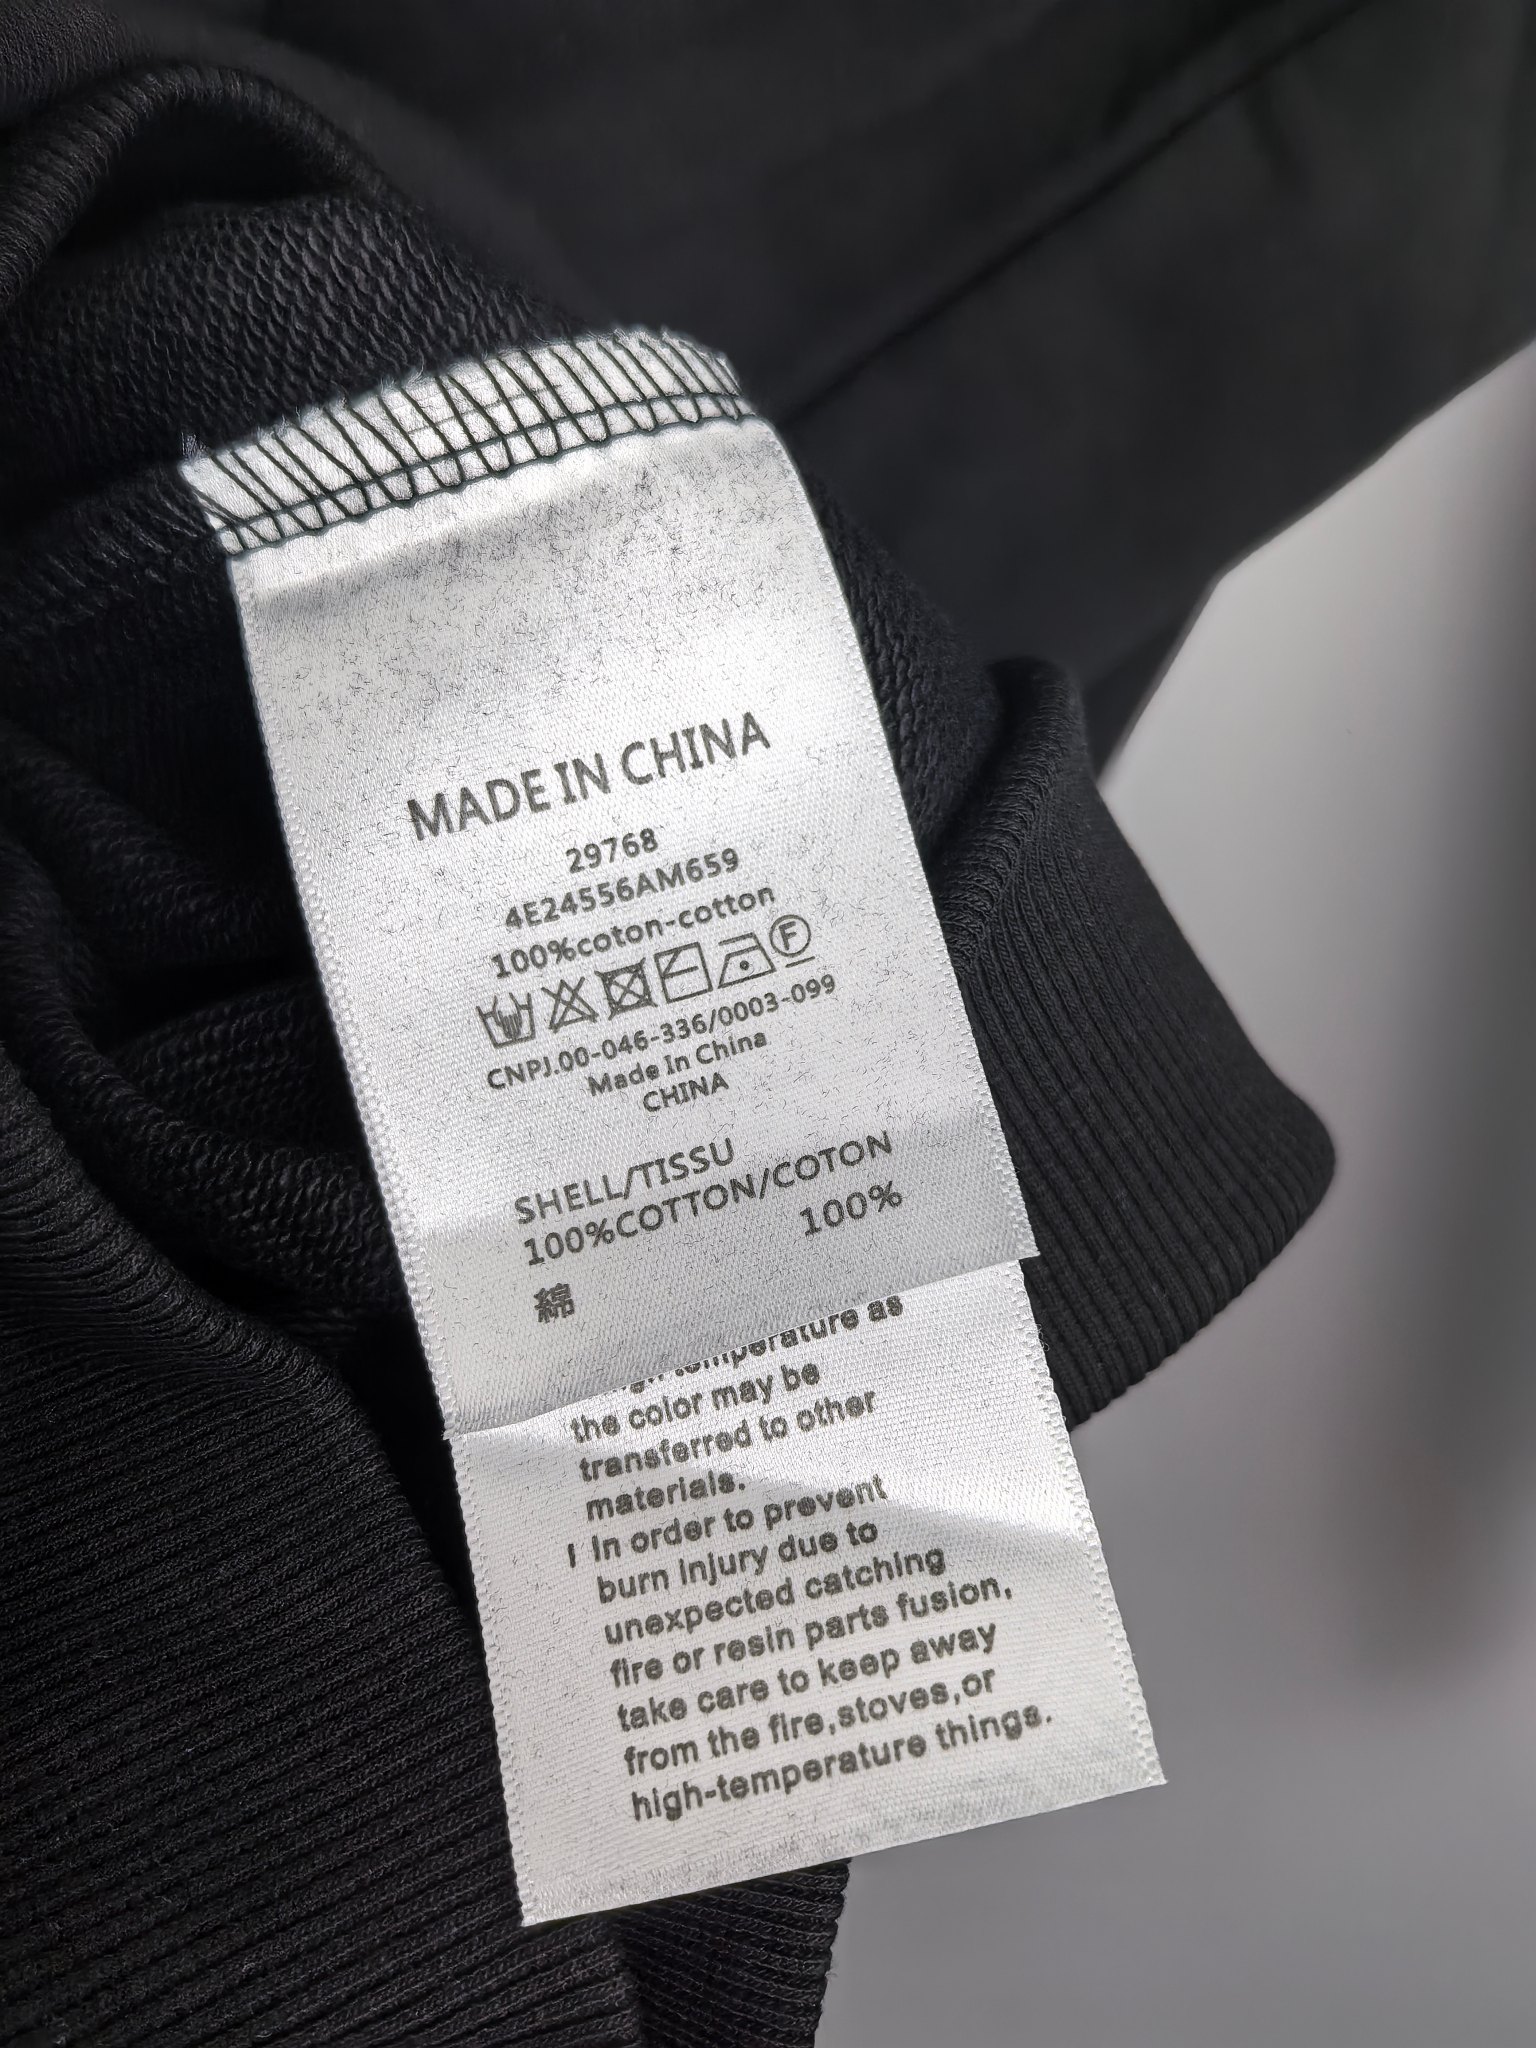 MADE IN CHINA
29768
4E24556AM659
100%coton-cotton
F
CNPJ.00-046-336/0003-099
Made In China
CHINA
SHELL/TISSU
100%COTTON/COTON
100%
綿
temperature as
the color may be
transferred to other
materials.
I In order to prevent
burn injury due to
unexpected catching
fire or resin parts fusion,
take care to keep away
from the fire,stoves,or
high-temperature things.